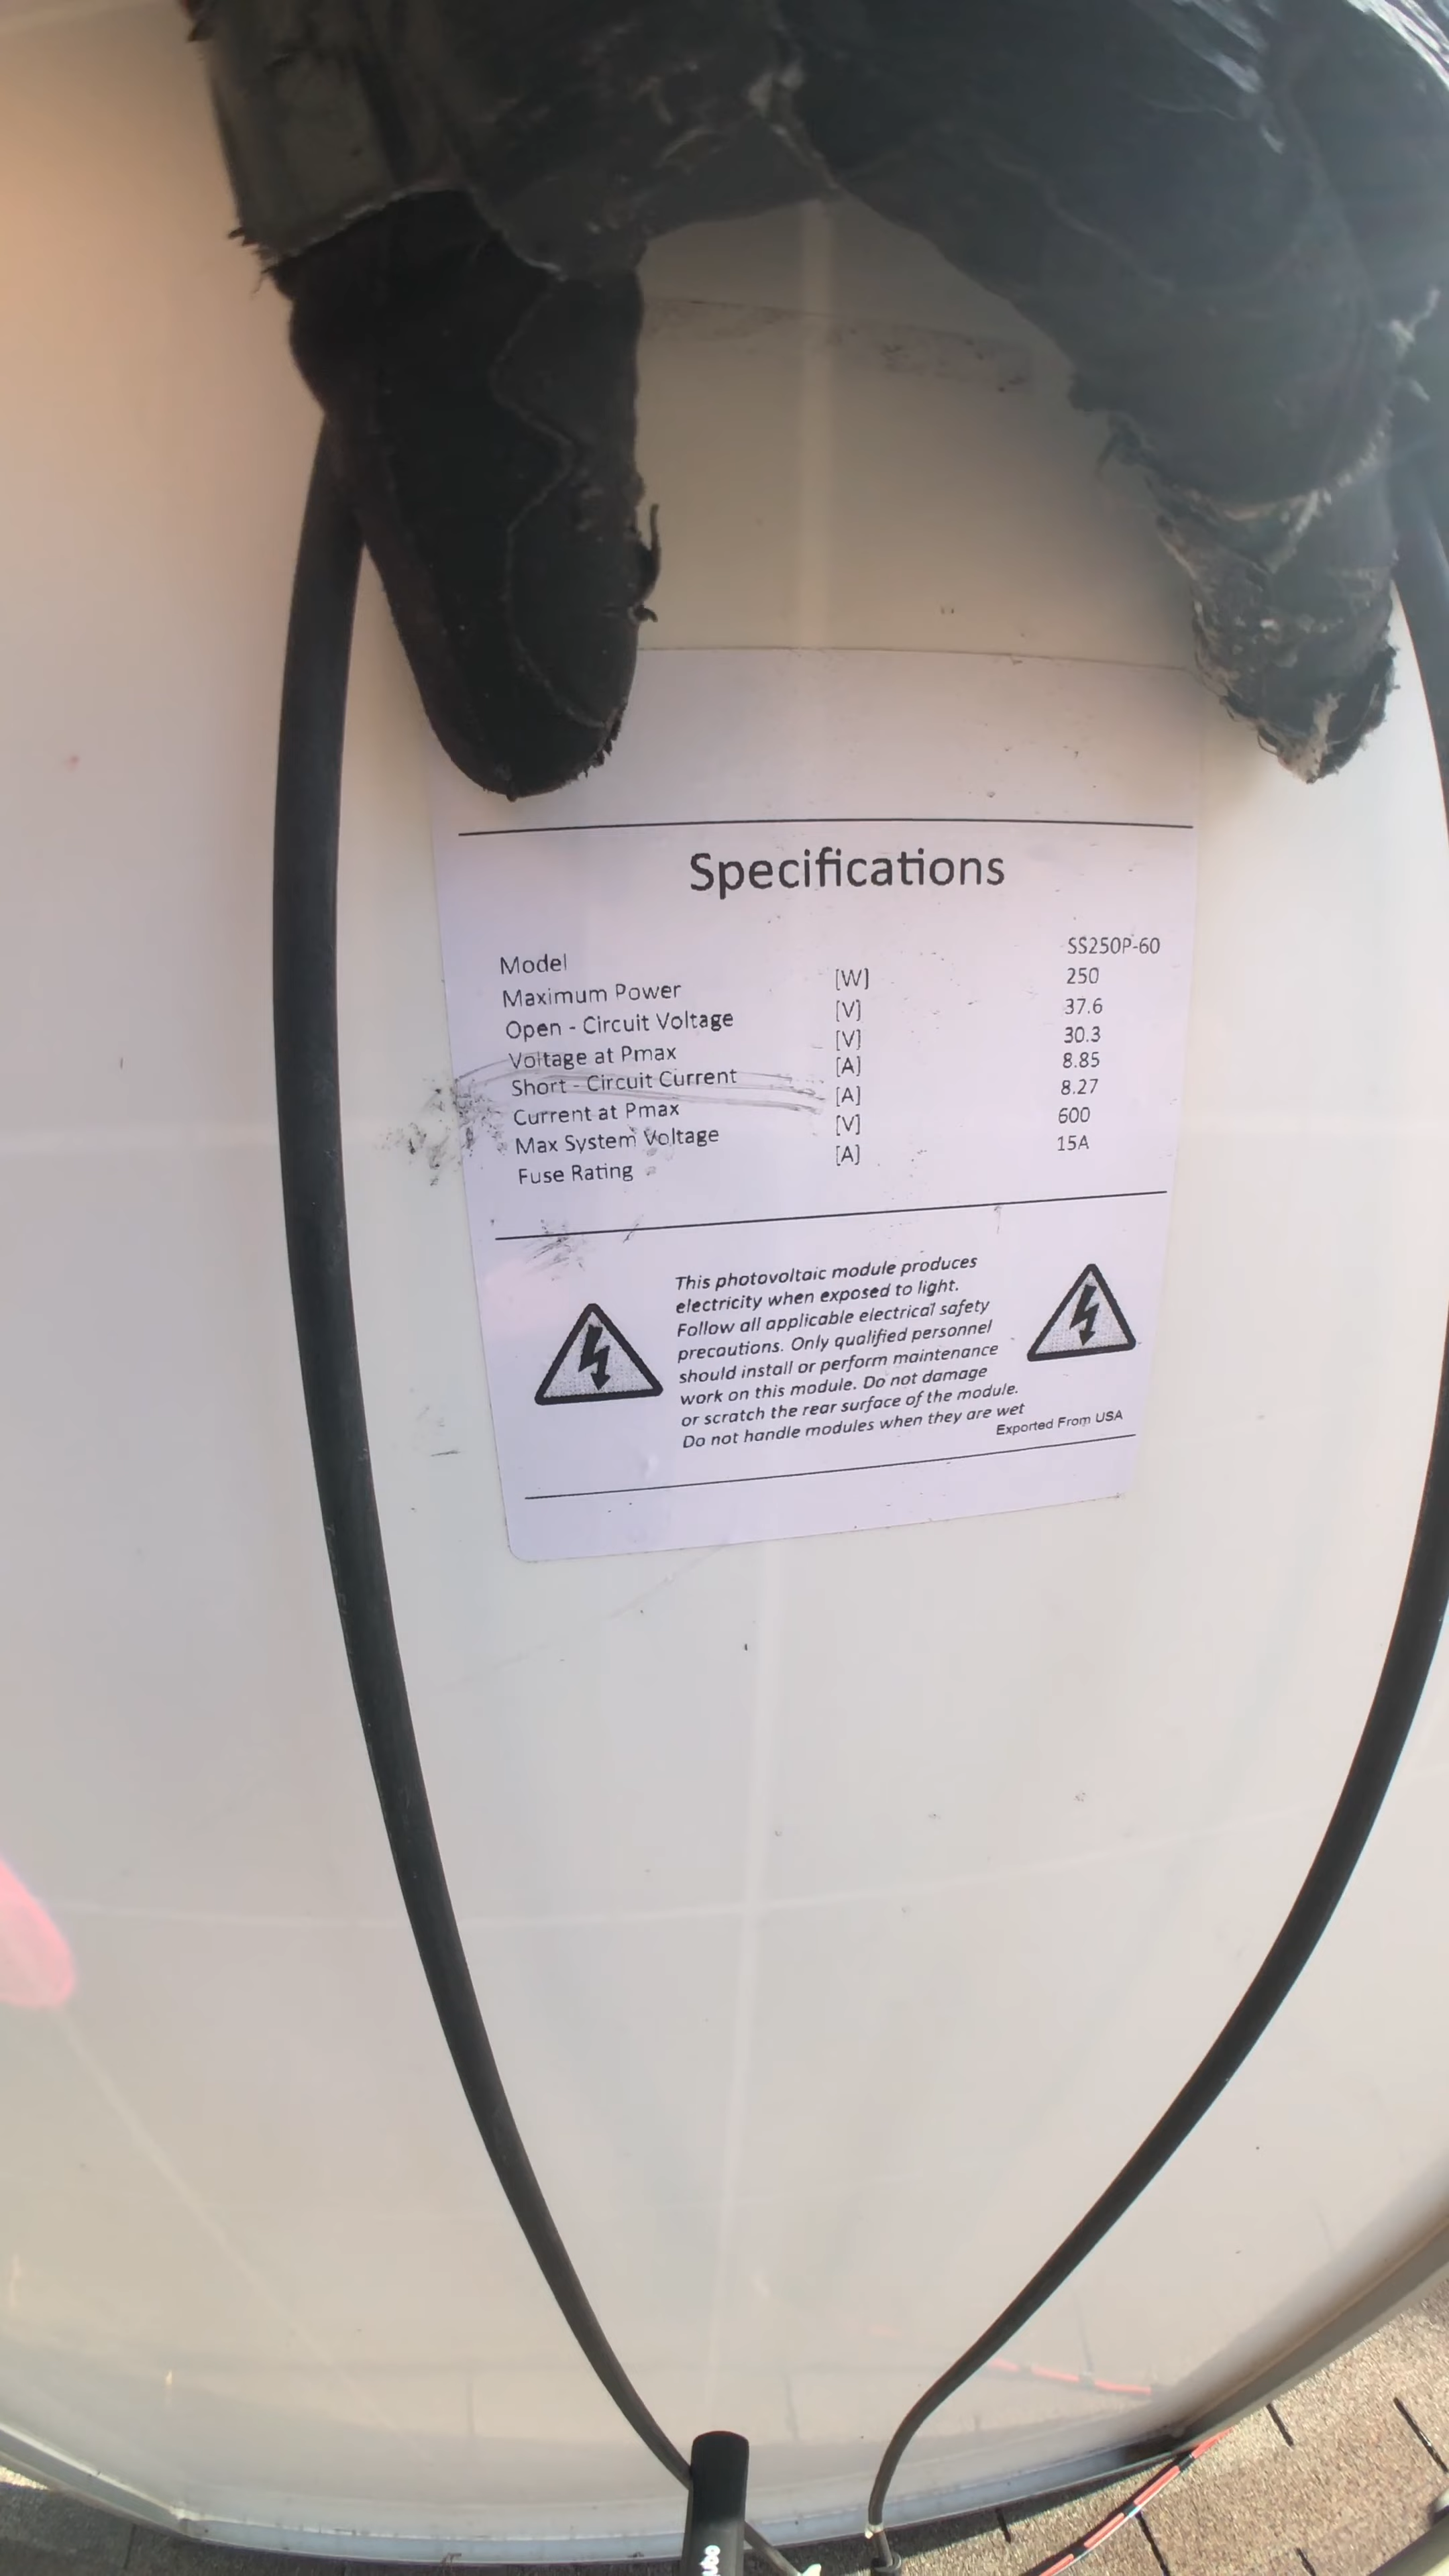 Specifications
Model SS250P-60
Maximum Power [W] 250
Open - Circuit Voltage [V] 37.6
Voltage at Pmax [V] 30.3
Short - Circuit Current [A] 8.85
Current at Pmax [A] 8.27
Max System Voltage [V] 600
Fuse Rating [A] 15A
This photovoltaic module produces
electricity when exposed to light.
Follow all applicable electrical safety
precautions. Only qualified personnel
should install or perform maintenance
work on this module. Do not damage
or scratch the rear surface of the module.
Do not handle modules when they are wet
Exported From USA